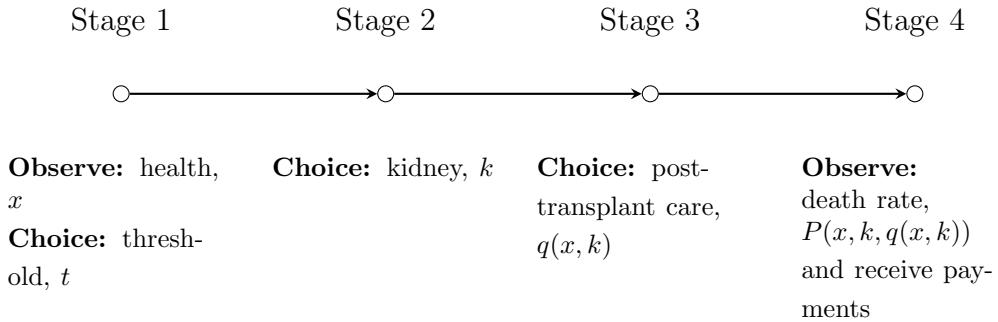 Stage 1 Stage 2 Stage 3 Stage 4
Observe: health,
x
Choice: thresh-
old, t
Choice: kidney, k
Choice: post-
transplant care,
q(x, k)
Observe:
death rate,
P(x, k, q(x, k))
and receive pay-
ments